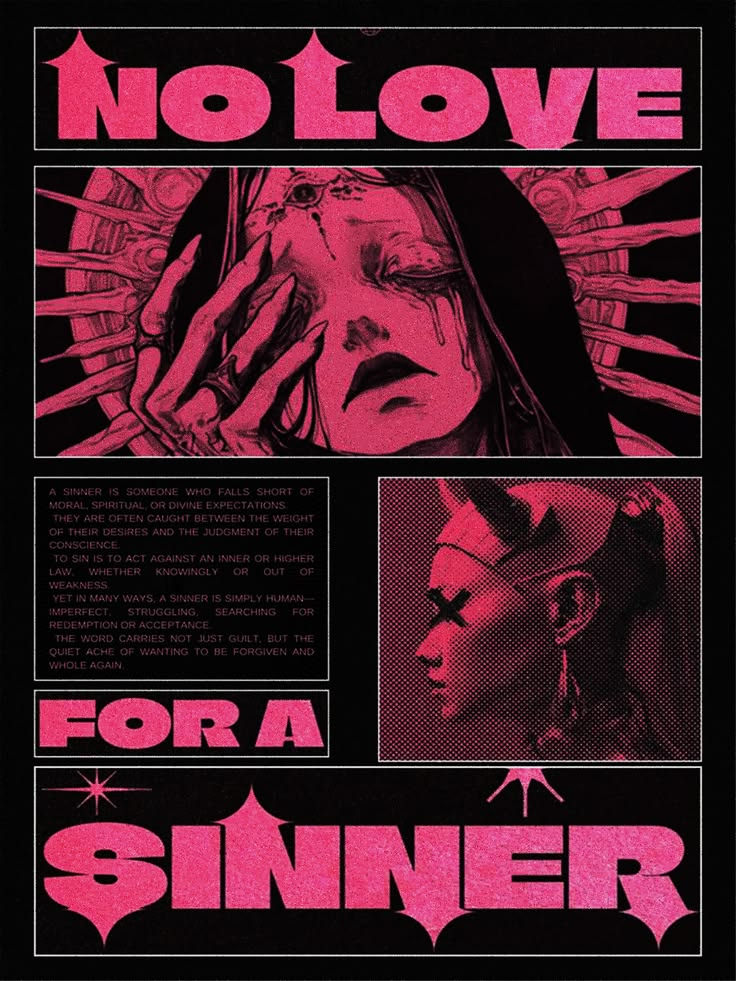 NO LOVE
A SINNER IS SOMEONE WHO FALLS SHORT OF
MORAL, SPIRITUAL, OR DIVINE EXPECTATIONS.
THEY ARE OFTEN CAUGHT BETWEEN THE WEIGHT
OF THEIR DESIRES AND THE JUDGMENT OF THEIR
CONSCIENCE.
TO SIN IS TO ACT AGAINST AN INNER OR HIGHER
LAW, WHETHER KNOWINGLY OR OUT OF
WEAKNESS.
YET IN MANY WAYS, A SINNER IS SIMPLY HUMAN—
IMPERFECT, STRUGGLING, SEARCHING FOR
REDEMPTION OR ACCEPTANCE.
THE WORD CARRIES NOT JUST GUILT, BUT THE
QUIET ACHE OF WANTING TO BE FORGIVEN AND
WHOLE AGAIN.
FOR A
SINNER